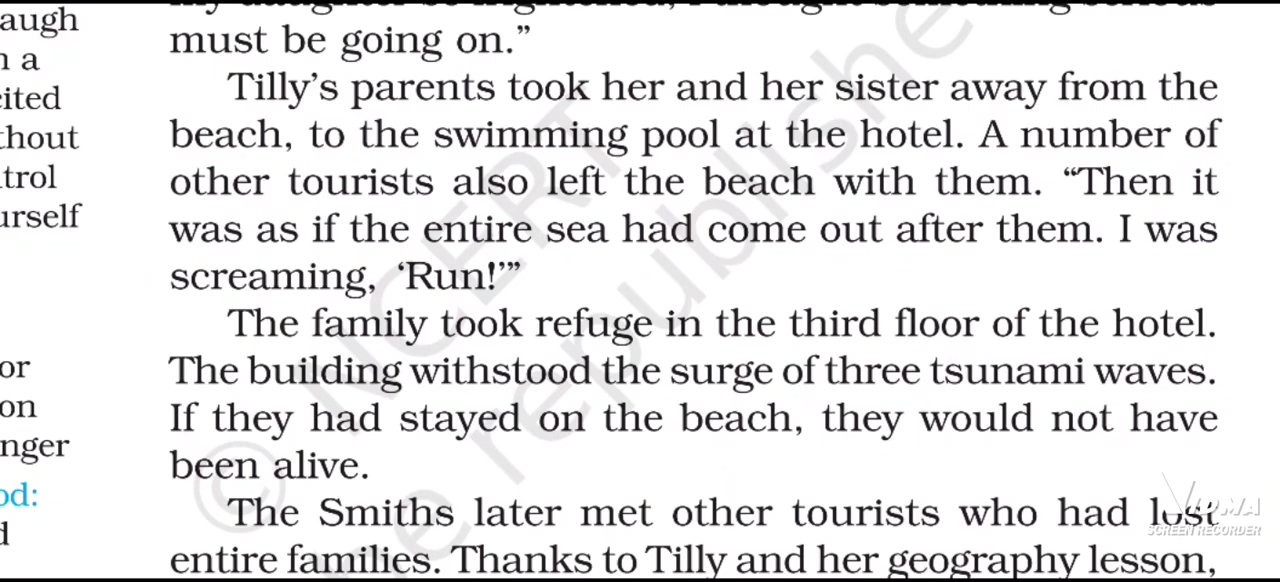 augh
must be going on.”
n a
Tilly’s parents took her and her sister away from the
cited
beach, to the swimming pool at the hotel. A number of
thout
other tourists also left the beach with them. “Then it
trol
was as if the entire sea had come out after them. I was
urself
screaming, ‘Run!’”
The family took refuge in the third floor of the hotel.
or
The building withstood the surge of three tsunami waves.
on
If they had stayed on the beach, they would not have
nger
been alive.
od:
The Smiths later met other tourists who had lost
d
entire families. Thanks to Tilly and her geography lesson,
© NCERT
be republished
VIDMA
SCREEN RECORDER